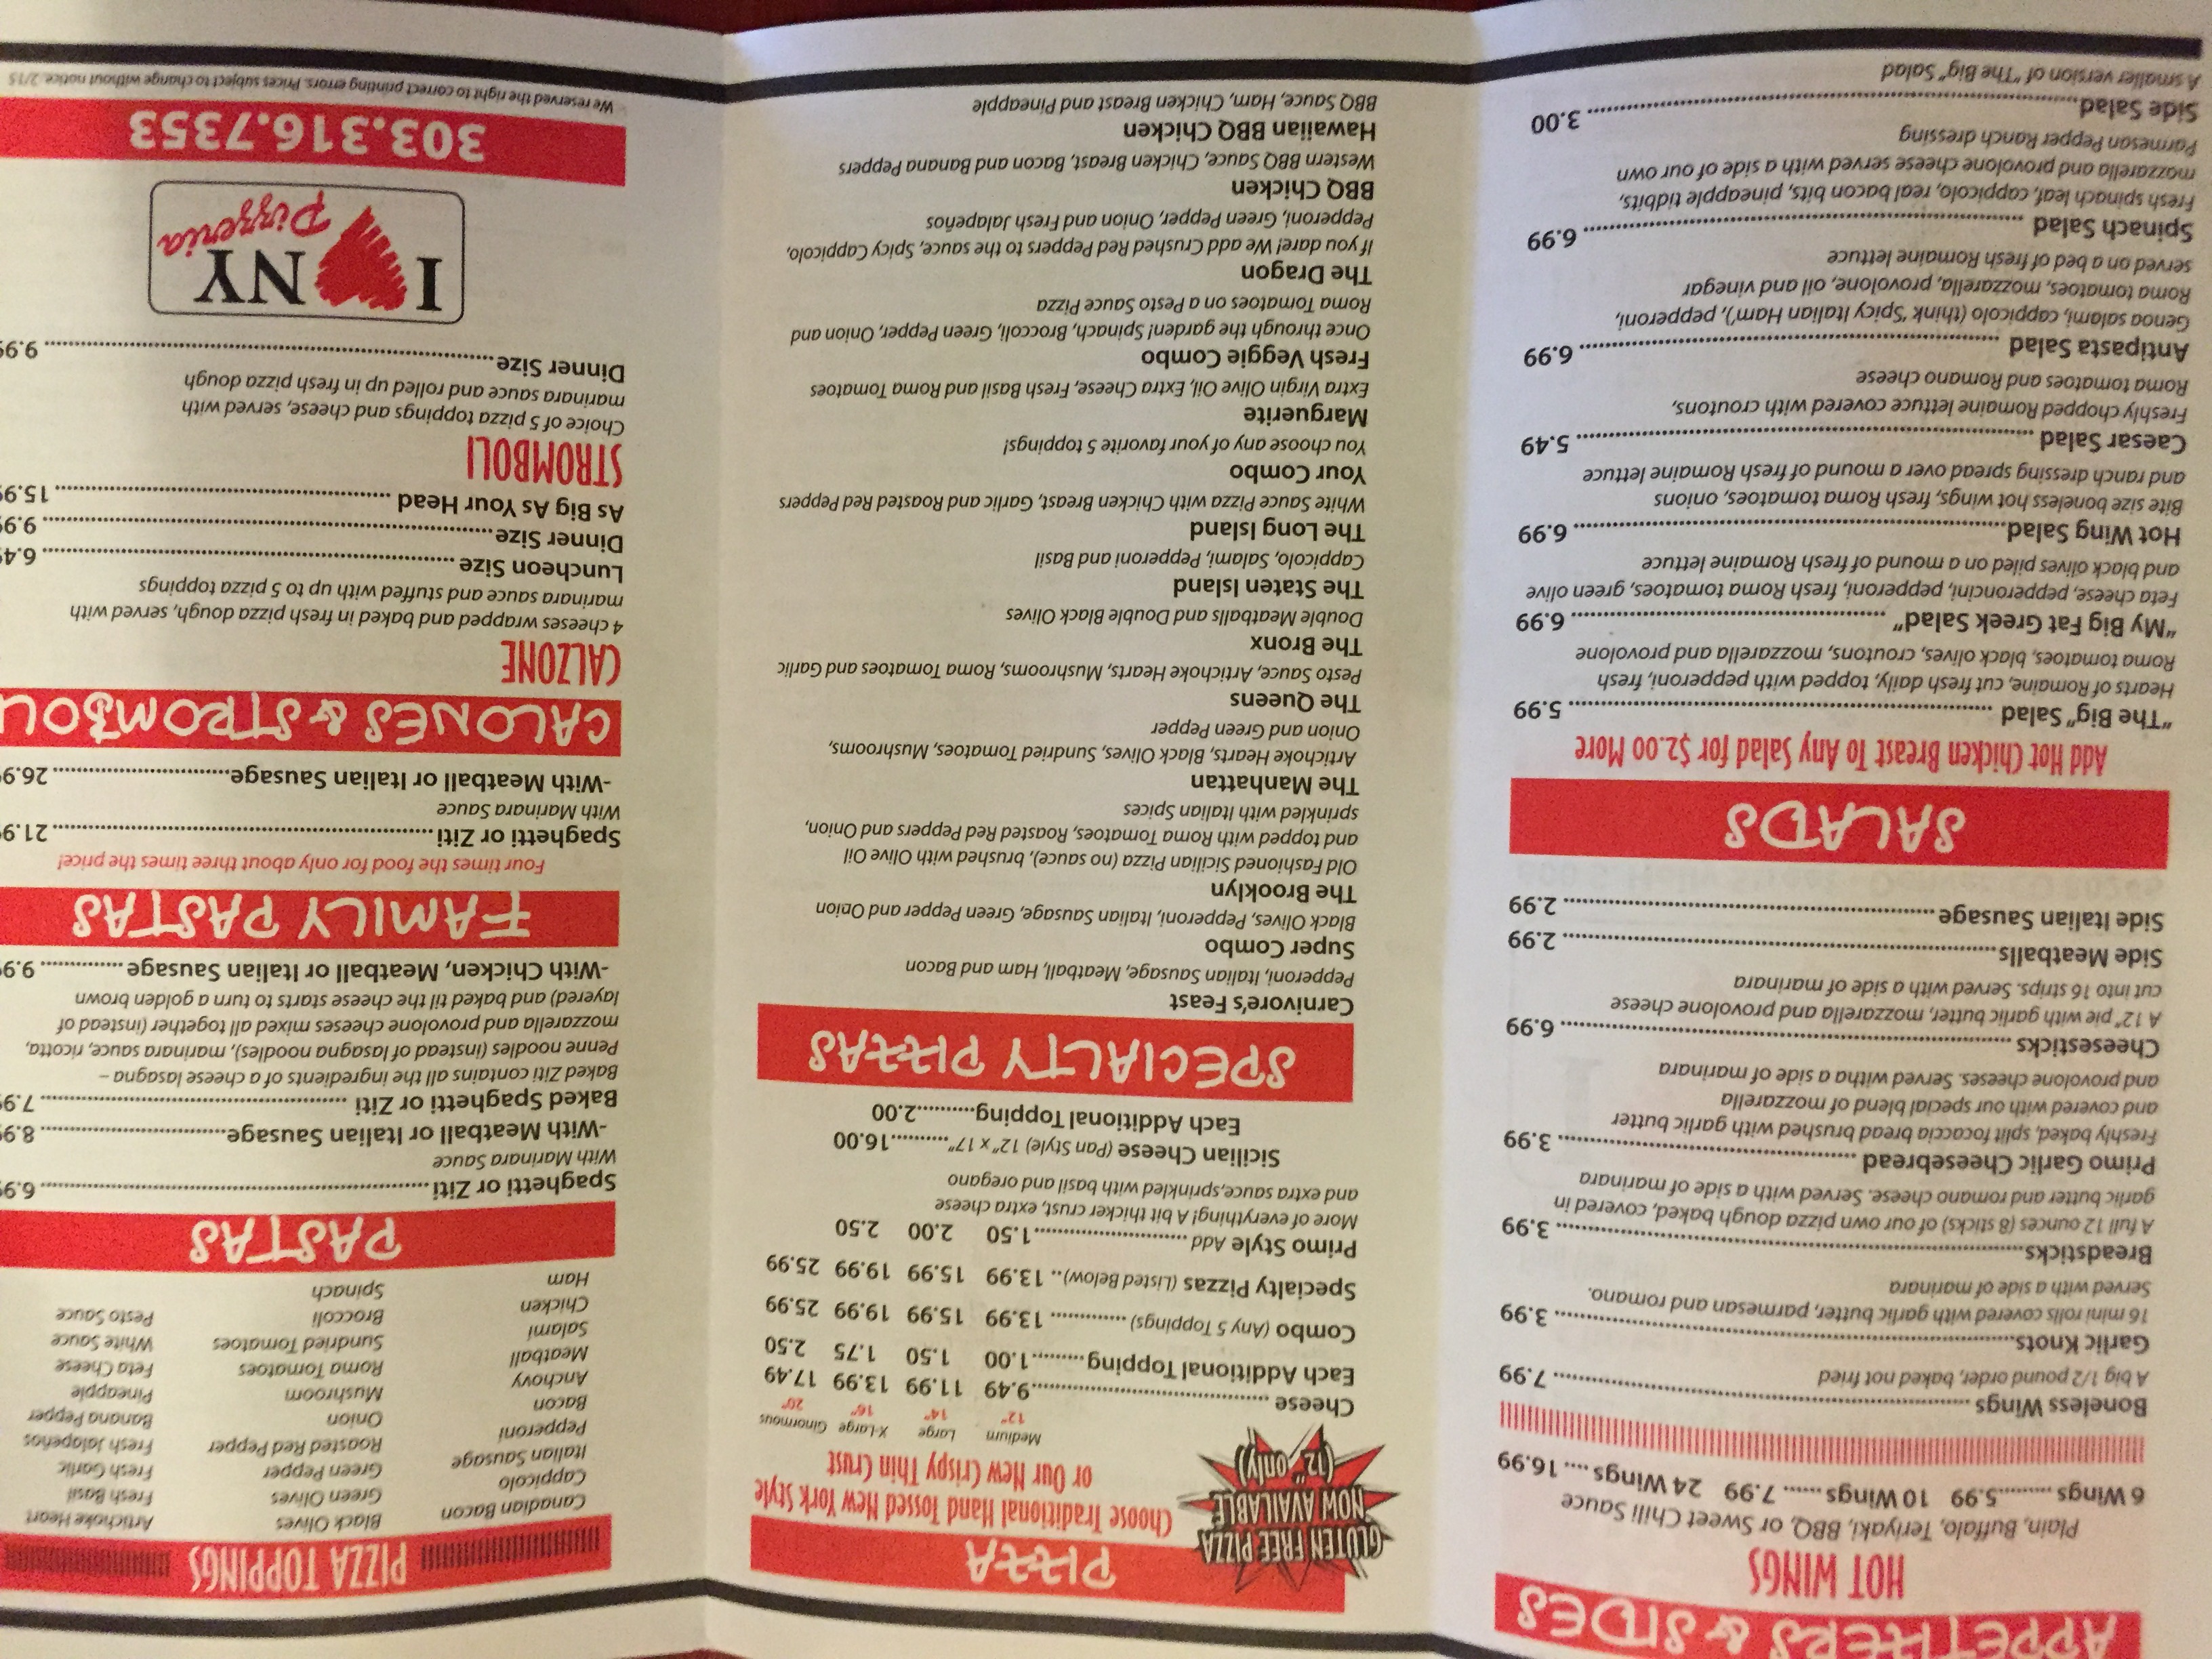 APPETIZERS & SIDES
HOT WINGS
Plain, Buffalo, Teriyaki, BBQ, or Sweet Chili Sauce
6 Wings ..........5.99 10 Wings ...... 7.99 24 Wings .... 16.99
Boneless Wings ........ 7.99
A big 1/2 pound order, baked not fried
Garlic Knots........ 3.99
16 mini rolls covered with garlic butter, parmesan and romano.
Served with a side of marinara
Breadsticks........ 3.99
A full 12 ounces (8 sticks) of our own pizza dough baked, covered in
garlic butter and romano cheese. Served with a side of marinara
Primo Garlic Cheesebread ........ 3.99
Freshly baked, split focaccia bread brushed with garlic butter
and covered with our special blend of mozzarella
and provolone cheeses. Served witha a side of marinara
Cheesesticks ........ 6.99
A 12" pie with garlic butter, mozzarella and provolone cheese
cut into 16 strips. Served with a side of marinara
Side Meatballs........ 2.99
Side Italian Sausage ........ 2.99
SALADS
Add Hot Chicken Breast To Any Salad for $2.00 More
"The Big" Salad ........ 5.99
Hearts of Romaine, cut fresh daily, topped with pepperoni, fresh
Roma tomatoes, black olives, croutons, mozzarella and provolone
"My Big Fat Greek Salad" ........ 6.99
Feta cheese, pepperoncini, pepperoni, fresh Roma tomatoes, green olive
and black olives piled on a mound of fresh Romaine lettuce
Hot Wing Salad........ 6.99
Bite size boneless hot wings, fresh Roma tomatoes, onions
and ranch dressing spread over a mound of fresh Romaine lettuce
Caesar Salad ........ 5.49
Freshly chopped Romaine lettuce covered with croutons,
Roma tomatoes and Romano cheese
Antipasta Salad ........ 6.99
Genoa salami, cappicolo (think 'Spicy Italian Ham'), pepperoni,
Roma tomatoes, mozzarella, provolone, oil and vinegar
served on a bed of fresh Romaine lettuce
Spinach Salad ........ 6.99
Fresh spinach leaf, cappicola, real bacon bits, pineapple tidbits,
mozzarella and provolone cheese served with a side of our own
Parmesan Pepper Ranch dressing
Side Salad........ 3.00
A smaller version of "The Big" Salad
PIZZA
GLUTEN FREE PIZZA
NOW AVAILABLE
(12" only)
Choose Traditional Hand Tossed New York Style
or Our New Crispy Thin Crust
Medium Large X-Large Ginormous
12" 14" 16" 20"
Cheese ........9.49 11.99 13.99 17.49
Each Additional Topping........1.00 1.50 1.75 2.50
Combo (Any 5 Toppings)........ 13.99 15.99 19.99 25.99
Specialty Pizzas (Listed Below).. 13.99 15.99 19.99 25.99
Primo Style Add ........1.50 2.00 2.50
More of everything! A bit thicker crust, extra cheese
and extra sauce,sprinkled with basil and oregano
Sicilian Cheese (Pan Style) 12" x 17"...........16.00
Each Additional Topping..........2.00
SPECIALTY PIZZAS
Carnivore's Feast
Pepperoni, Italian Sausage, Meatball, Ham and Bacon
Super Combo
Black Olives, Pepperoni, Italian Sausage, Green Pepper and Onion
The Brooklyn
Old Fashioned Sicilian Pizza (no sauce), brushed with Olive Oil
and topped with Roma Tomatoes, Roasted Red Peppers and Onion,
sprinkled with Italian Spices
The Manhattan
Artichoke Hearts, Black Olives, Sundried Tomatoes, Mushrooms,
Onion and Green Pepper
The Queens
Pesto Sauce, Artichoke Hearts, Mushrooms, Roma Tomatoes and Garlic
The Bronx
Double Meatballs and Double Black Olives
The Staten Island
Cappicolo, Salami, Pepperoni and Basil
The Long Island
White Sauce Pizza with Chicken Breast, Garlic and Roasted Red Peppers
Your Combo
You choose any of your favorite 5 toppings!
Marguerite
Extra Virgin Olive Oil, Extra Cheese, Fresh Basil and Roma Tomatoes
Fresh Veggie Combo
Once through the garden! Spinach, Broccoli, Green Pepper, Onion and
Roma Tomatoes on a Pesto Sauce Pizza
The Dragon
If you dare! We add Crushed Red Peppers to the sauce, Spicy Cappicolo,
Pepperoni, Green Pepper, Onion and Fresh Jalapeños
BBQ Chicken
Western BBQ Sauce, Chicken Breast, Bacon and Banana Peppers
Hawaiian BBQ Chicken
BBQ Sauce, Ham, Chicken Breast and Pineapple
PIZZA TOPPINGS
Canadian Bacon Black Olives Artichoke Heart
Cappicolo Green Olives Fresh Basil
Italian Sausage Green Pepper Fresh Garlic
Pepperoni Roasted Red Pepper Fresh Jalapeños
Bacon Onion Banana Pepper
Anchovy Mushroom Pineapple
Meatball Roma Tomatoes Feta Cheese
Salami Sundried Tomatoes White Sauce
Chicken Broccoli Pesto Sauce
Ham Spinach
PASTAS
Spaghetti or Ziti ........ 6.9
With Marinara Sauce
-With Meatball or Italian Sausage........ 8.9
Baked Spaghetti or Ziti ........ 7.9
Baked Ziti contains all the ingredients of a cheese lasagna –
Penne noodles (instead of lasagna noodles), marinara sauce, ricotta,
mozzarella and provolone cheeses mixed all together (instead of
layered) and baked til the cheese starts to turn a golden brown
-With Chicken, Meatball or Italian Sausage ........ 9.9
FAMILY PASTAS
Four times the food for only about three times the price!
Spaghetti or Ziti ........ 21.9
With Marinara Sauce
-With Meatball or Italian Sausage........ 26.9
CALZONES & STROMBOL
CALZONE
4 cheeses wrapped and baked in fresh pizza dough, served with
marinara sauce and stuffed with up to 5 pizza toppings
Luncheon Size ........ 6.4
Dinner Size........ 9.9
As Big As Your Head ........ 15.9
STROMBOLI
Choice of 5 pizza toppings and cheese, served with
marinara sauce and rolled up in fresh pizza dough
Dinner Size........ 9.9
I NY
Pizzeria
303.316.7353
We reserved the right to correct printing errors. Prices subject to change without notice. 2/15